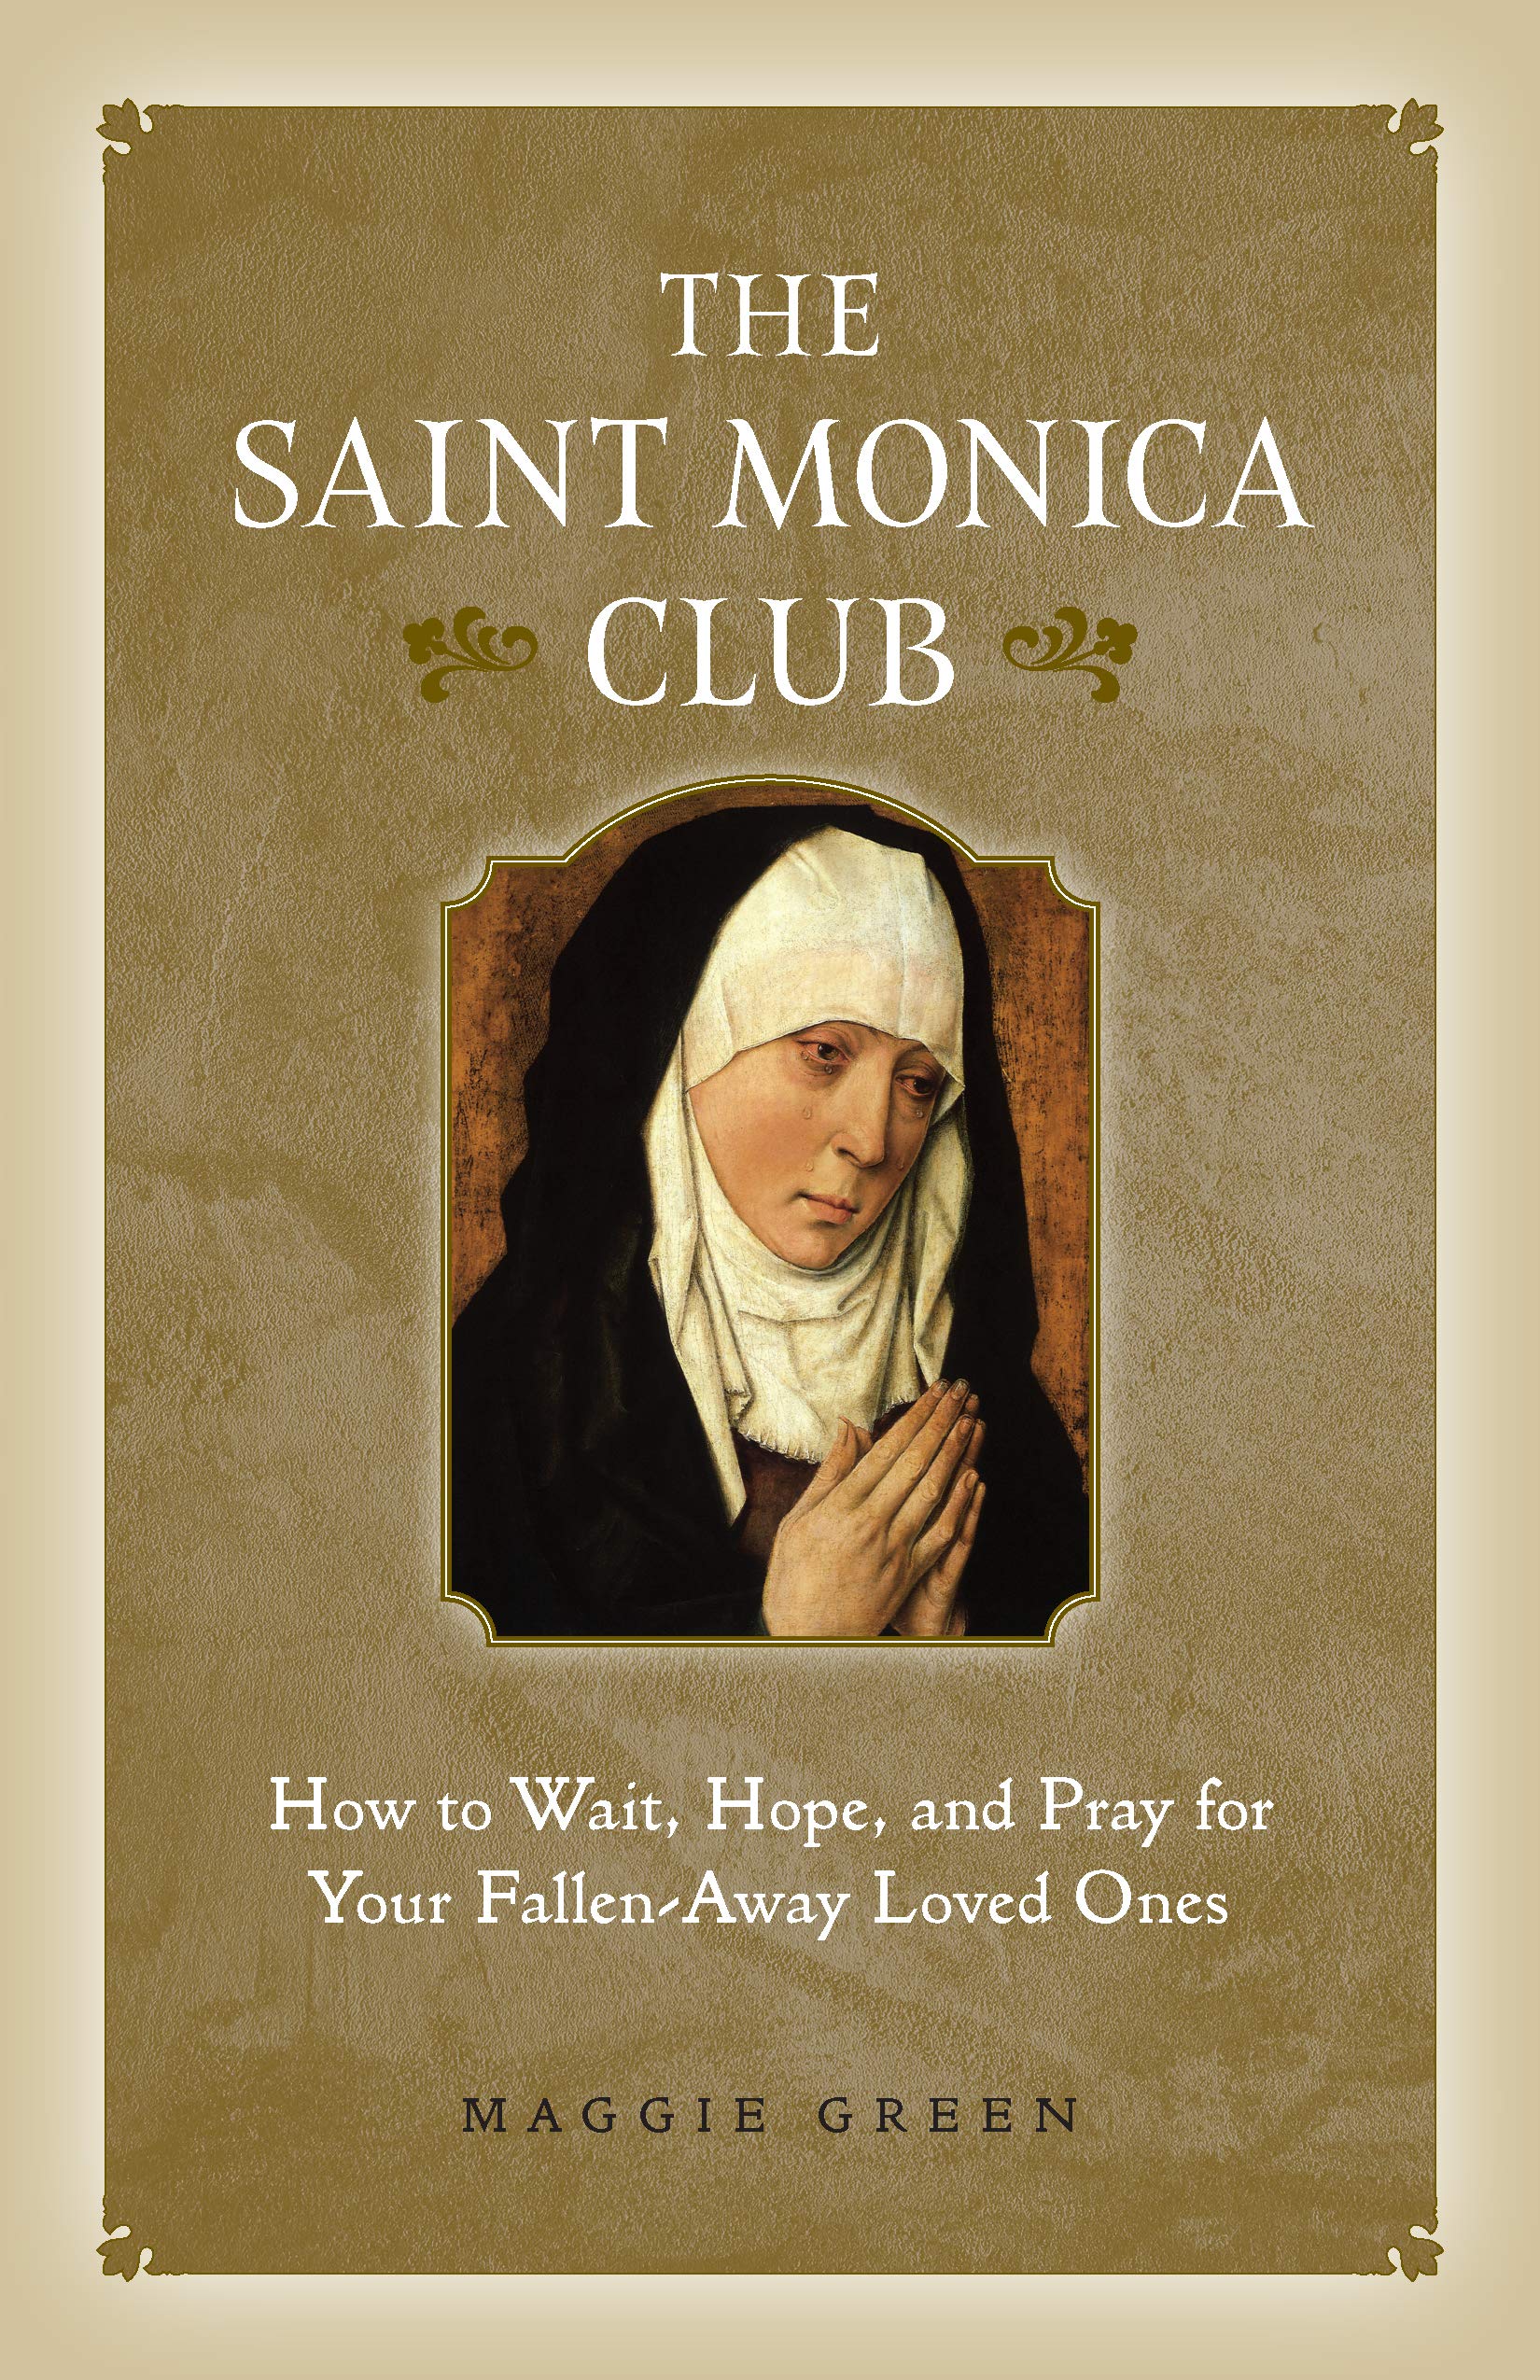 THE
SAINT MONICA
CLUB
How to Wait, Hope, and Pray for
Your Fallen-Away Loved Ones
MAGGIE GREEN